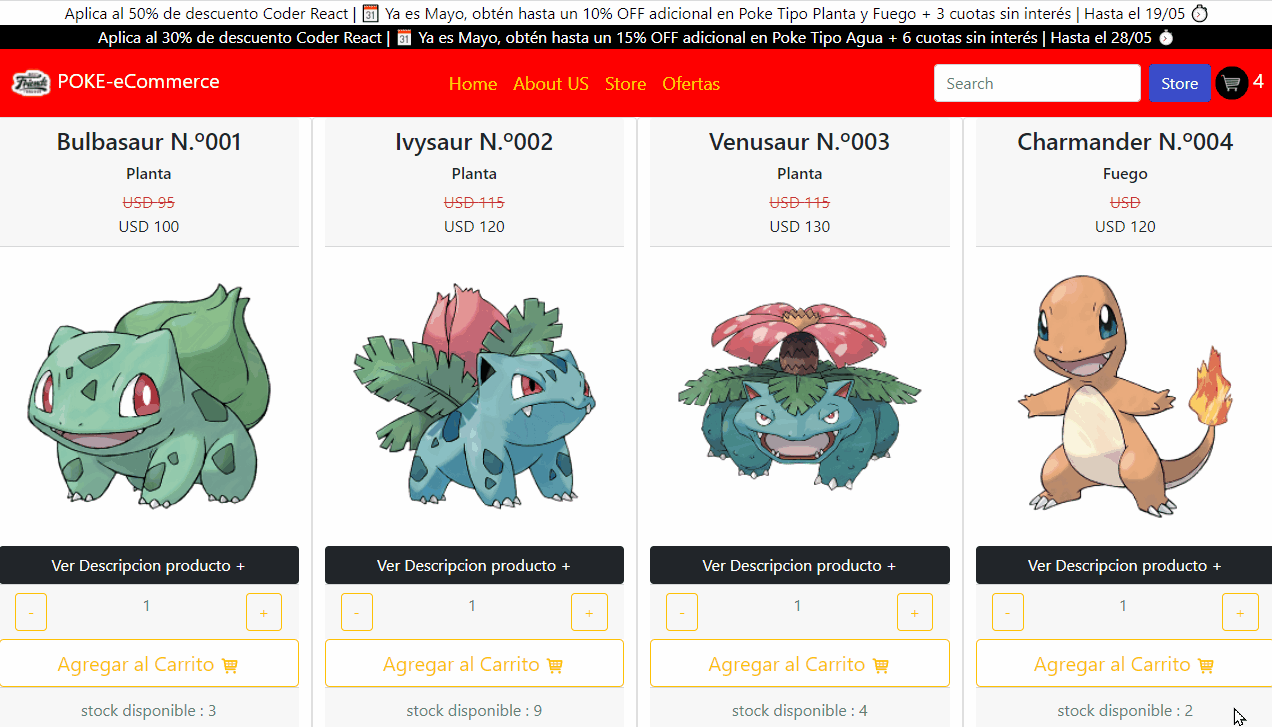 Aplica al 50% de descuento Coder React | 📅 Ya es Mayo, obtén hasta un 10% OFF adicional en Poke Tipo Planta y Fuego + 3 cuotas sin interés | Hasta el 19/05 ⏱
Aplica al 30% de descuento Coder React | 📅 Ya es Mayo, obtén hasta un 15% OFF adicional en Poke Tipo Agua + 6 cuotas sin interés | Hasta el 28/05 ⏱
Friends POKE-eCommerce Home About US Store Ofertas Search Store 4
Bulbasaur N.º001 Ivysaur N.º002 Venusaur N.º003 Charmander N.º004
Planta Planta Planta Fuego
USD 95 USD 115 USD 115 USD
USD 100 USD 120 USD 130 USD 120
Ver Descripcion producto + Ver Descripcion producto + Ver Descripcion producto + Ver Descripcion producto +
- 1 + - 1 + - 1 + - 1 +
Agregar al Carrito Agregar al Carrito Agregar al Carrito Agregar al Carrito
stock disponible : 3 stock disponible : 9 stock disponible : 4 stock disponible : 2